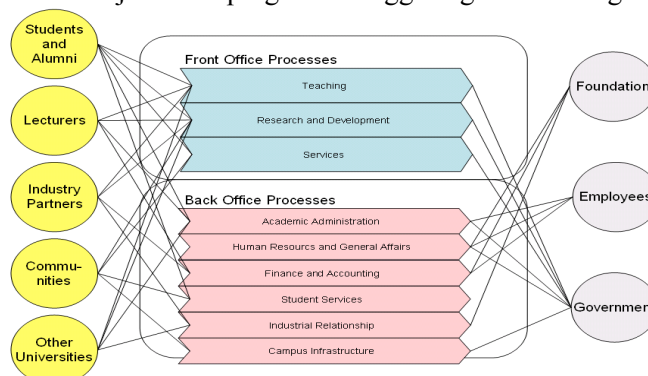 Students
and
Alumni
Lecturers
Industry
Partners
Commu-
nities
Other
Universities
Front Office Processes
Teaching
Research and Development
Services
Back Office Processes
Academic Administration
Human Resourcs and General Affairs
Finance and Accounting
Student Services
Industrial Relationship
Campus Infrastructure
Foundation
Employees
Government